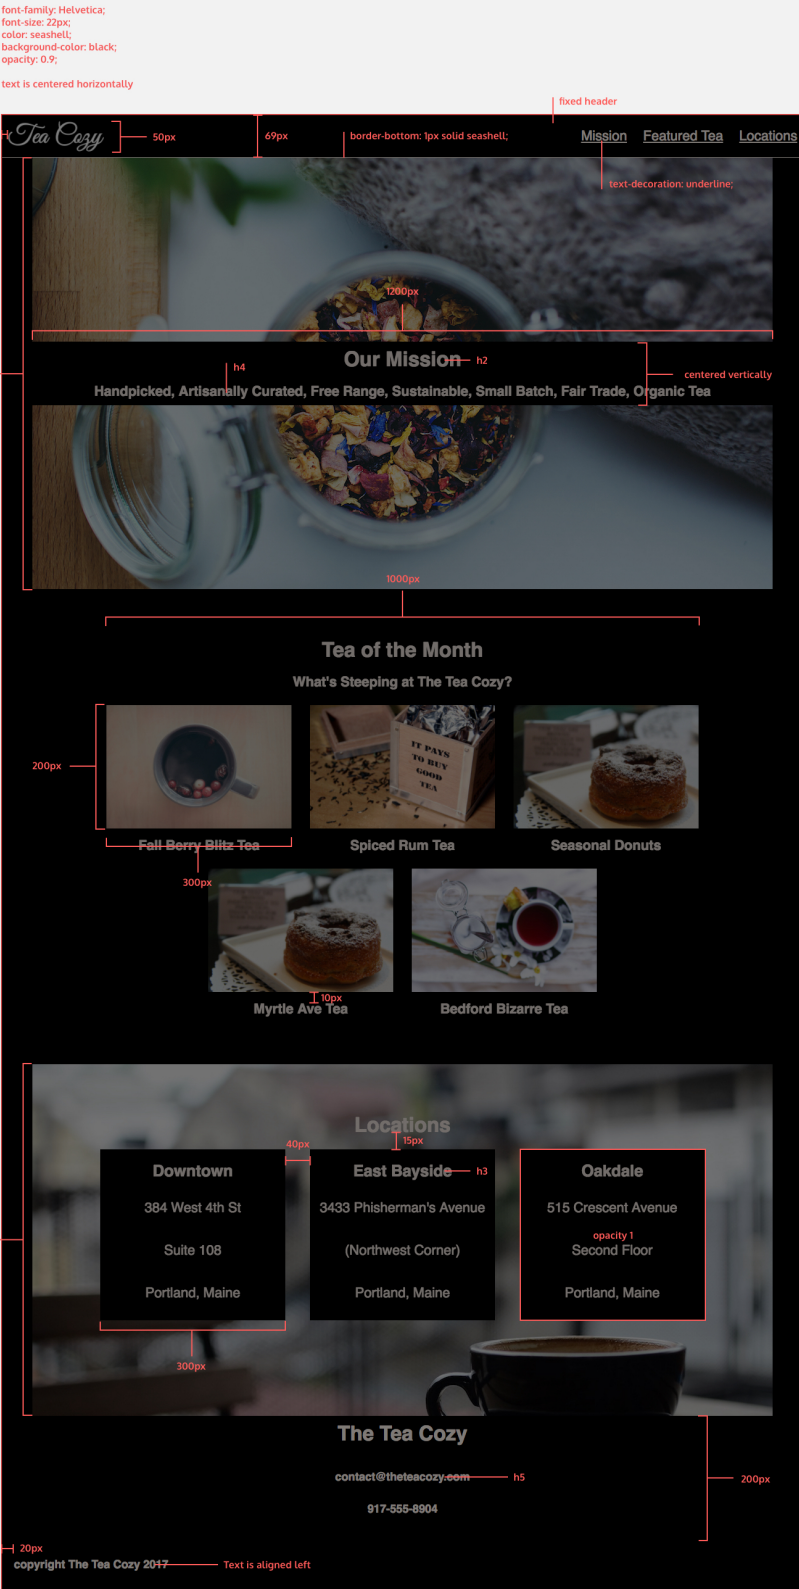 font-family: Helvetica;
font-size: 22px;
color: seashell;
background-color: black;
opacity: 0.9;
text is centered horizontally
fixed header
Tea Cozy
50px
69px
border-bottom: 1px solid seashell;
Mission
Featured Tea
Locations
text-decoration: underline;
1200px
Our Mission
h2
h4
centered vertically
Handpicked, Artisanally Curated, Free Range, Sustainable, Small Batch, Fair Trade, Organic Tea
1000px
Tea of the Month
What's Steeping at The Tea Cozy?
200px
IT PAYS
TO BUY
GOOD
TEA
Fall Berry Blitz Tea
Spiced Rum Tea
Seasonal Donuts
300px
10px
Myrtle Ave Tea
Bedford Bizarre Tea
Locations
40px
15px
Downtown
East Bayside
h3
Oakdale
384 West 4th St
3433 Phisherman's Avenue
515 Crescent Avenue
opacity 1
Suite 108
(Northwest Corner)
Second Floor
Portland, Maine
Portland, Maine
Portland, Maine
300px
The Tea Cozy
contact@theteacozy.com
h5
200px
917-555-8904
20px
copyright The Tea Cozy 2017
Text is aligned left